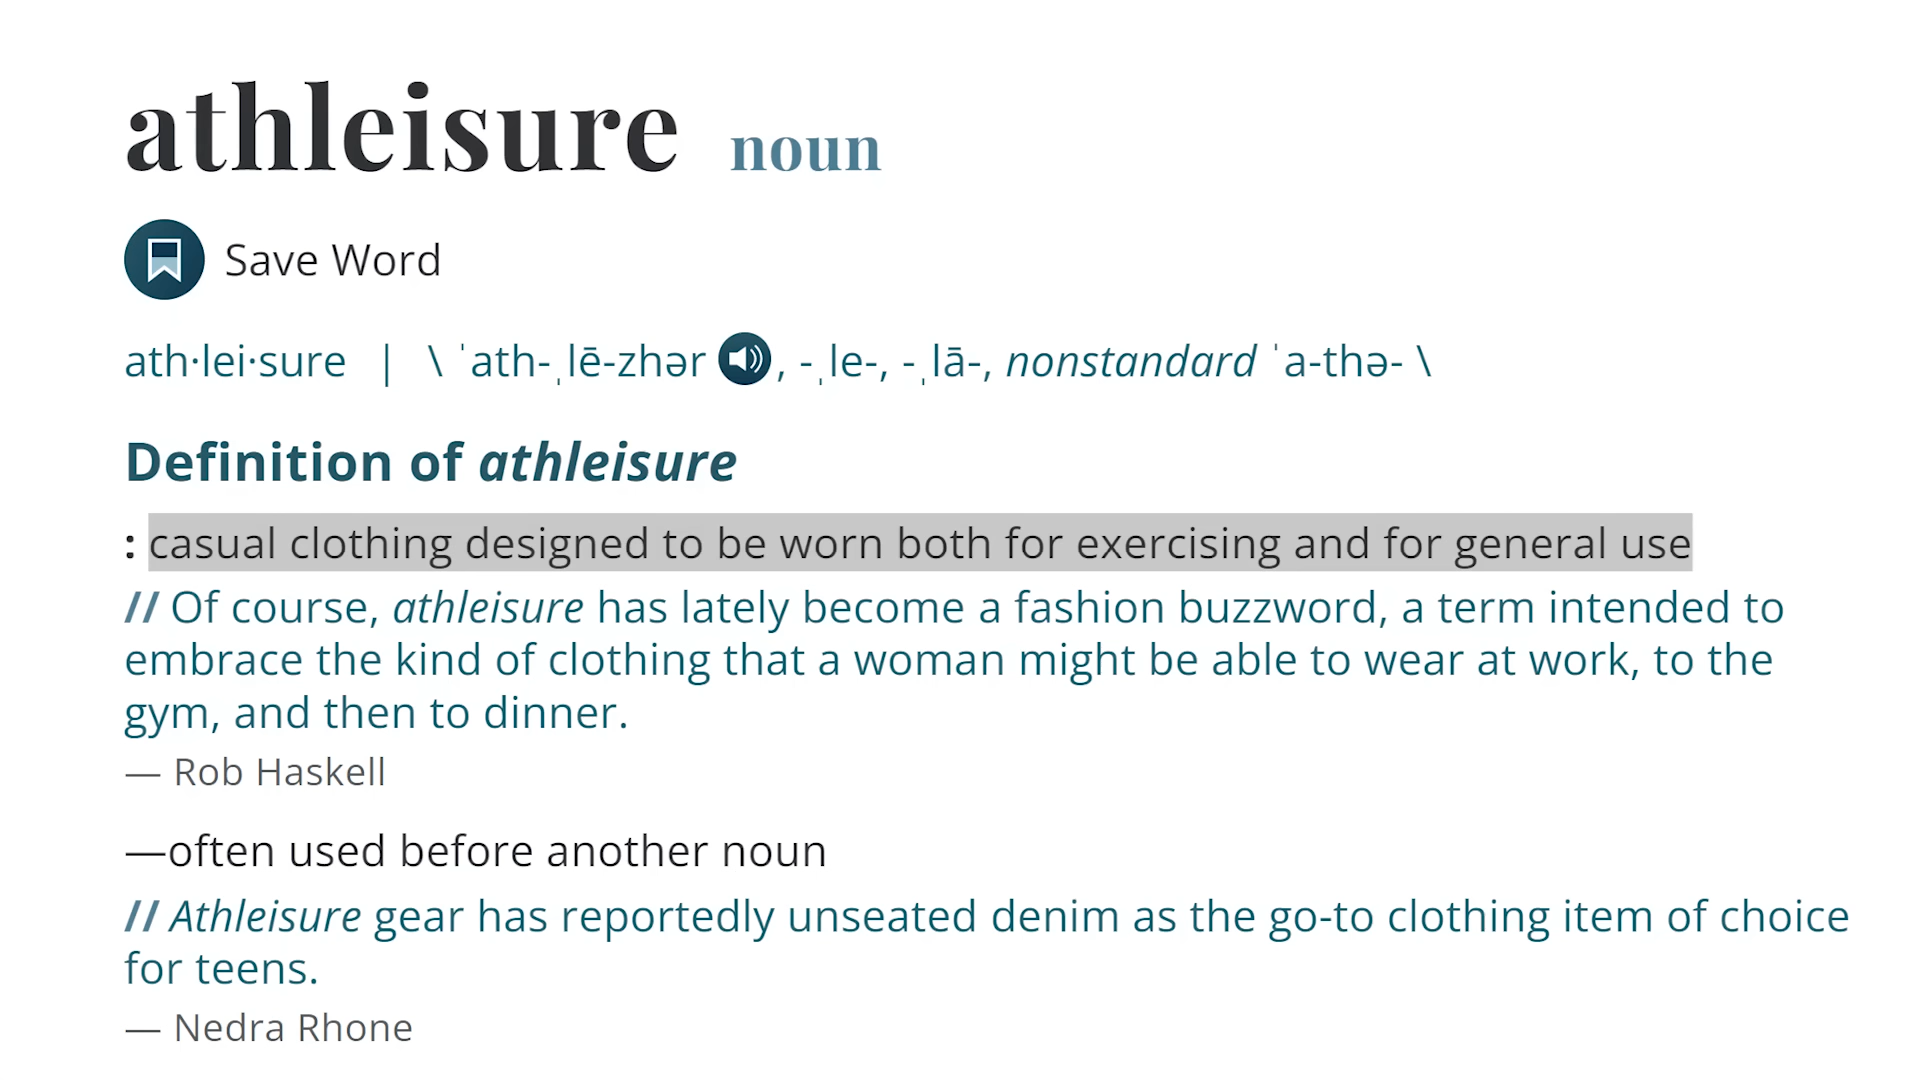 athleisure noun
Save Word
ath·lei·sure | \ ˈath-ˌlē-zhər , -ˌle-, -ˌlā-, nonstandard ˈa-thə- \
Definition of athleisure
: casual clothing designed to be worn both for exercising and for general use
// Of course, athleisure has lately become a fashion buzzword, a term intended to
embrace the kind of clothing that a woman might be able to wear at work, to the
gym, and then to dinner.
— Rob Haskell
—often used before another noun
// Athleisure gear has reportedly unseated denim as the go-to clothing item of choice
for teens.
— Nedra Rhone